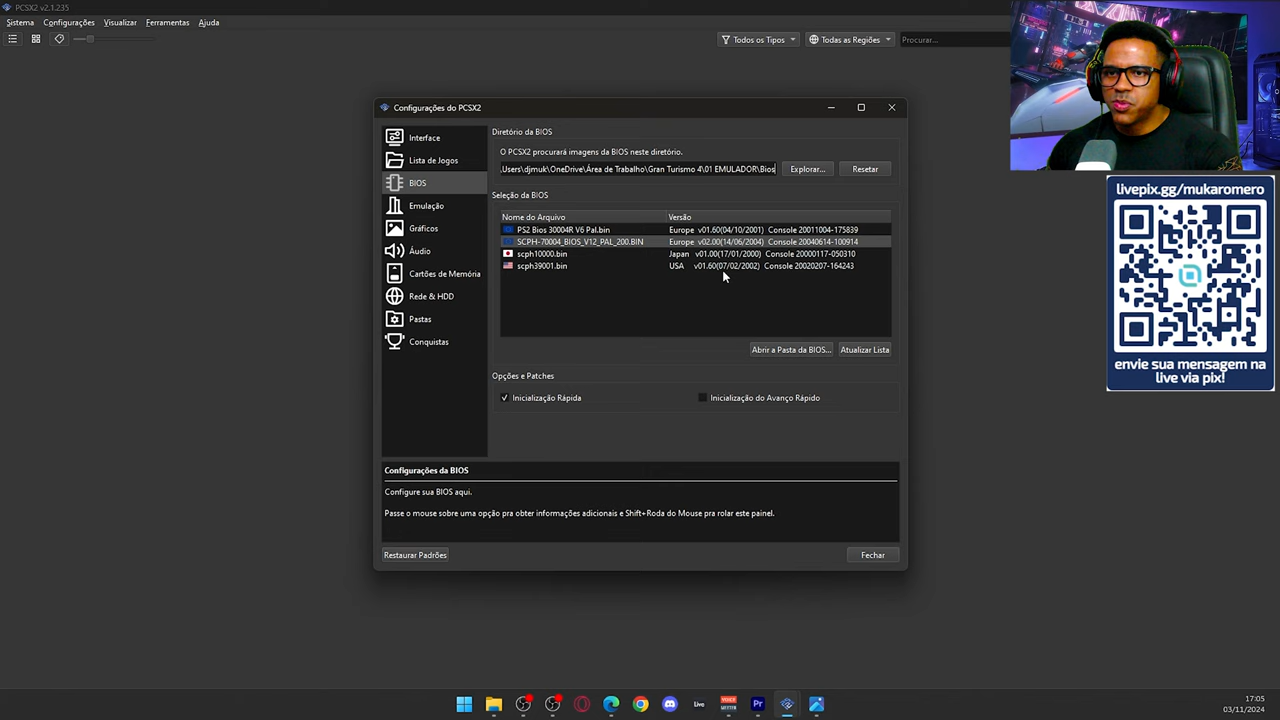 PCSX2 v2.1.235
Sistema Configurações Visualizar Ferramentas Ajuda
Todos os Tipos Todas as Regiões Procurar...
Configurações do PCSX2
Interface
Lista de Jogos
BIOS
Emulação
Gráficos
Áudio
Cartões de Memória
Rede & HDD
Pastas
Conquistas
Diretório da BIOS
O PCSX2 procurará imagens da BIOS neste diretório.
:\Users\djmuk\OneDrive\Área de Trabalho\Gran Turismo 4\01 EMULADOR\Bios Explorar... Resetar
Seleção da BIOS
Nome do Arquivo Versão
PS2 Bios 30004R V6 Pal.bin Europe v01.60(04/10/2001) Console 20011004-175839
SCPH-70004_BIOS_V12_PAL_200.BIN Europe v02.00(14/06/2004) Console 20040614-100914
scph10000.bin Japan v01.00(17/01/2000) Console 20000117-050310
scph39001.bin USA v01.60(07/02/2002) Console 20020207-164243
Abrir a Pasta da BIOS... Atualizar Lista
Opções e Patches
Inicialização Rápida Inicialização do Avanço Rápido
Configurações da BIOS
Configure sua BIOS aqui.
Passe o mouse sobre uma opção pra obter informações adicionais e Shift+Roda do Mouse pra rolar este painel.
Restaurar Padrões Fechar
livepix.gg/mukaromero
envie sua mensagem na
live via pix!
Live
Pr
17:05
03/11/2024